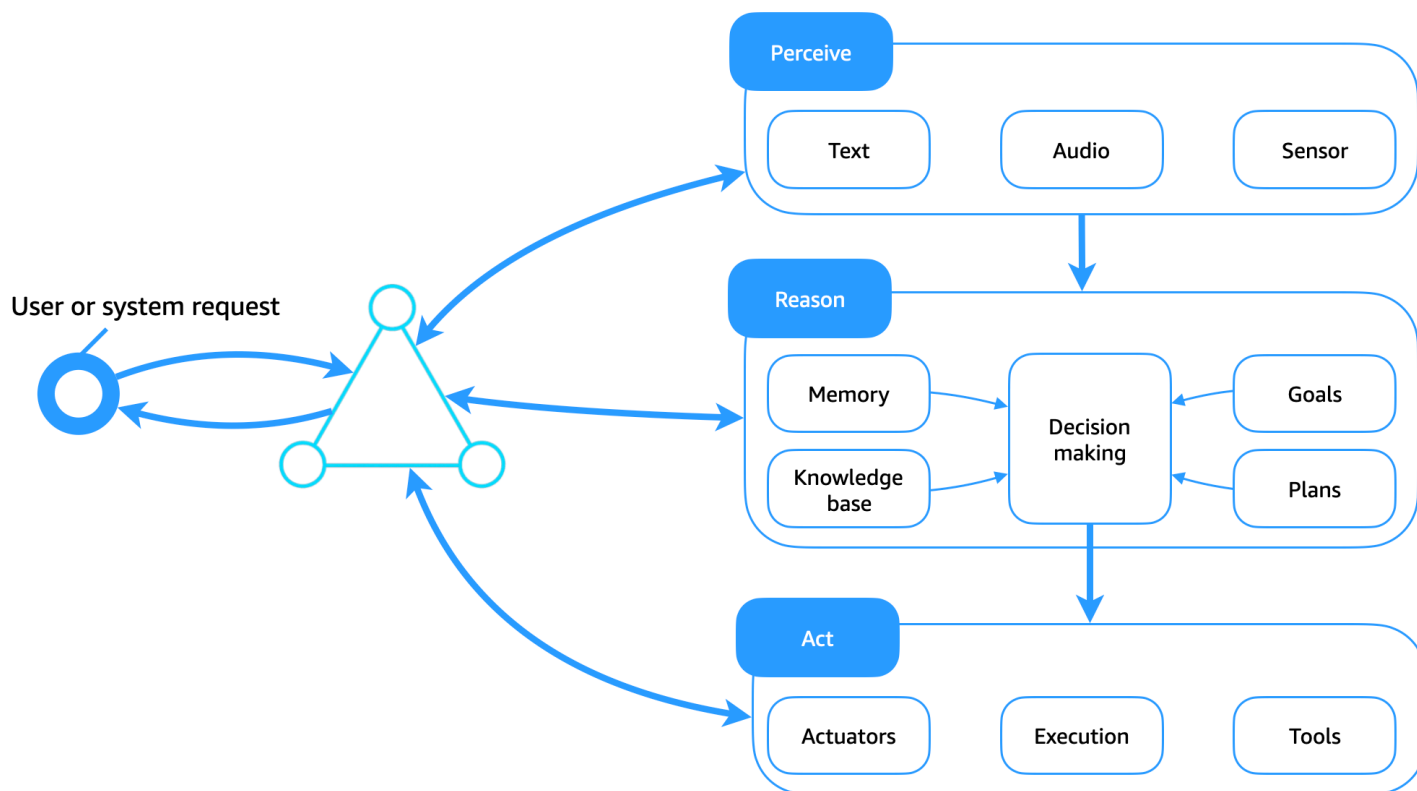 Perceive
Text
Audio
Sensor
User or system request
Reason
Memory
Knowledge
base
Decision
making
Goals
Plans
Act
Actuators
Execution
Tools